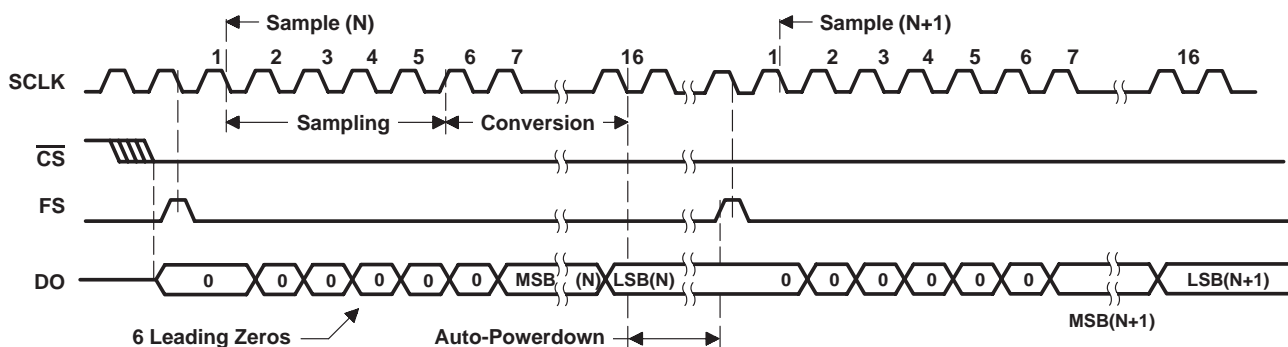 Sample (N) Sample (N+1)
1 2 3 4 5 6 7 16 1 2 3 4 5 6 7 16
SCLK
Sampling Conversion
CS
FS
DO 0 0 0 0 0 0 MSB (N) LSB(N) 0 0 0 0 0 0 LSB(N+1)
MSB(N+1)
6 Leading Zeros Auto-Powerdown